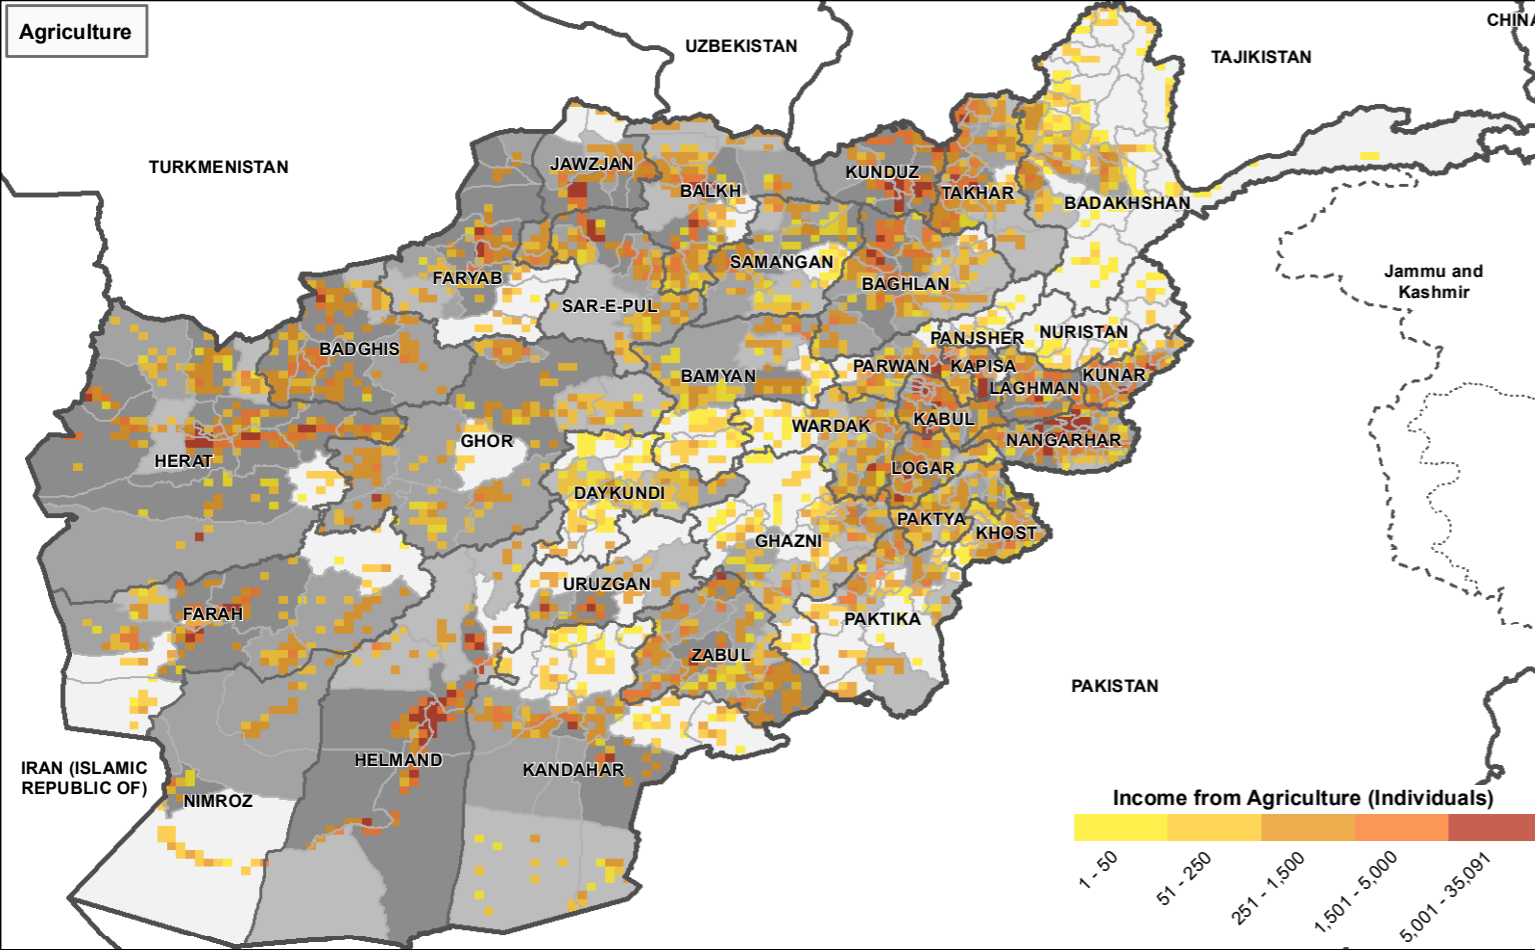 Agriculture
CHINA
UZBEKISTAN
TAJIKISTAN
TURKMENISTAN
JAWZJAN
BALKH
KUNDUZ
TAKHAR
BADAKHSHAN
FARYAB
SAMANGAN
BAGHLAN
SAR-E-PUL
Jammu and
Kashmir
BADGHIS
PANJSHER
NURISTAN
BAMYAN
PARWAN
KAPISA
LAGHMAN
KUNAR
HERAT
GHOR
WARDAK
KABUL
NANGARHAR
LOGAR
DAYKUNDI
PAKTYA
KHOST
GHAZNI
URUZGAN
FARAH
PAKTIKA
ZABUL
PAKISTAN
HELMAND
KANDAHAR
IRAN (ISLAMIC
REPUBLIC OF)
NIMROZ
Income from Agriculture (Individuals)
1 - 50
51 - 250
251 - 1,500
1,501 - 5,000
5,001 - 35,091